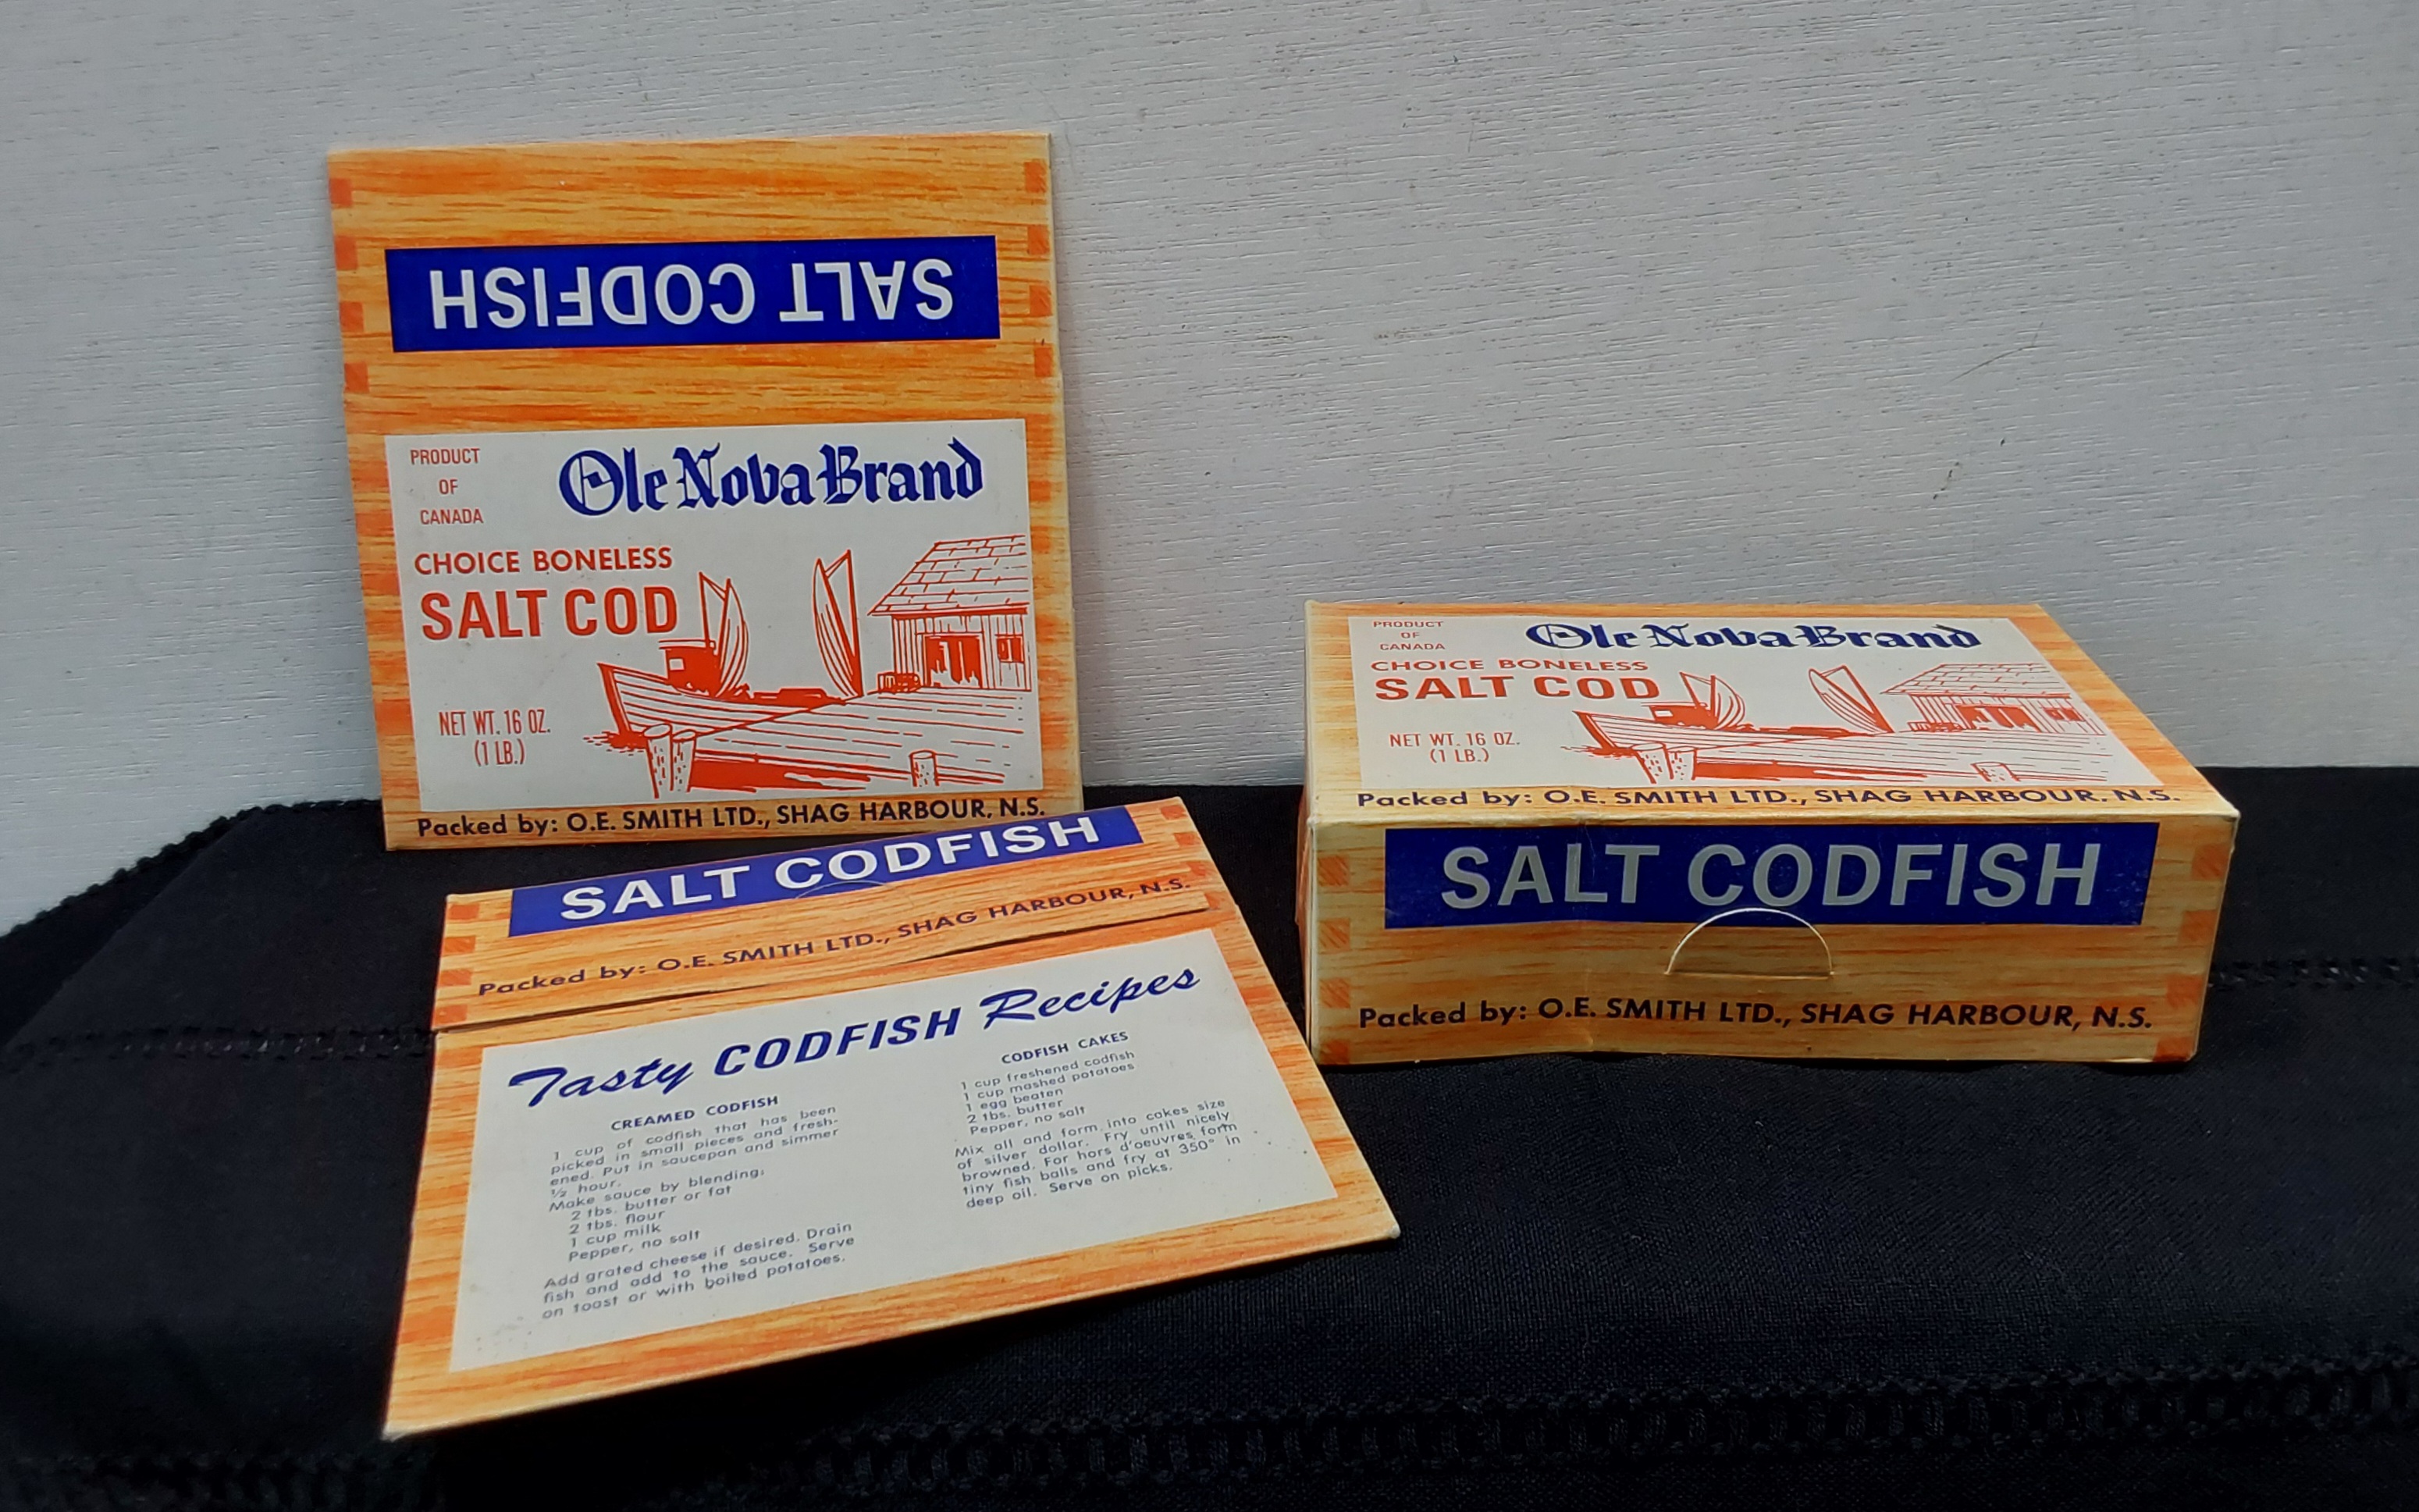 SALT CODFISH
PRODUCT
OF
CANADA
Ole Nova Brand
CHOICE BONELESS
SALT COD
NET WT. 16 OZ.
(1 LB.)
Packed by: O.E. SMITH LTD., SHAG HARBOUR, N.S.
SALT CODFISH
Packed by: O.E. SMITH LTD., SHAG HARBOUR, N.S.
Tasty CODFISH Recipes
CREAMED CODFISH
1 cup of codfish that has been
picked in small pieces and fresh-
ened. Put in saucepan and simmer
½ hour.
Make sauce by blending:
2 tbs. butter or fat
2 tbs. flour
1 cup milk
Pepper, no salt
Add grated cheese if desired. Drain
fish and add to the sauce. Serve
on toast or with boiled potatoes.
CODFISH CAKES
1 cup freshened codfish
1 cup mashed potatoes
1 egg beaten
2 tbs. butter
Pepper, no salt
Mix all and form into cakes size
of silver dollar. Fry until nicely
browned. For hors d'oeuvres form
tiny fish balls and fry at 350° in
deep oil. Serve on picks.
PRODUCT
OF
CANADA
Ole Nova Brand
CHOICE BONELESS
SALT COD
NET WT. 16 OZ.
(1 LB.)
Packed by: O.E. SMITH LTD., SHAG HARBOUR, N.S.
SALT CODFISH
Packed by: O.E. SMITH LTD., SHAG HARBOUR, N.S.